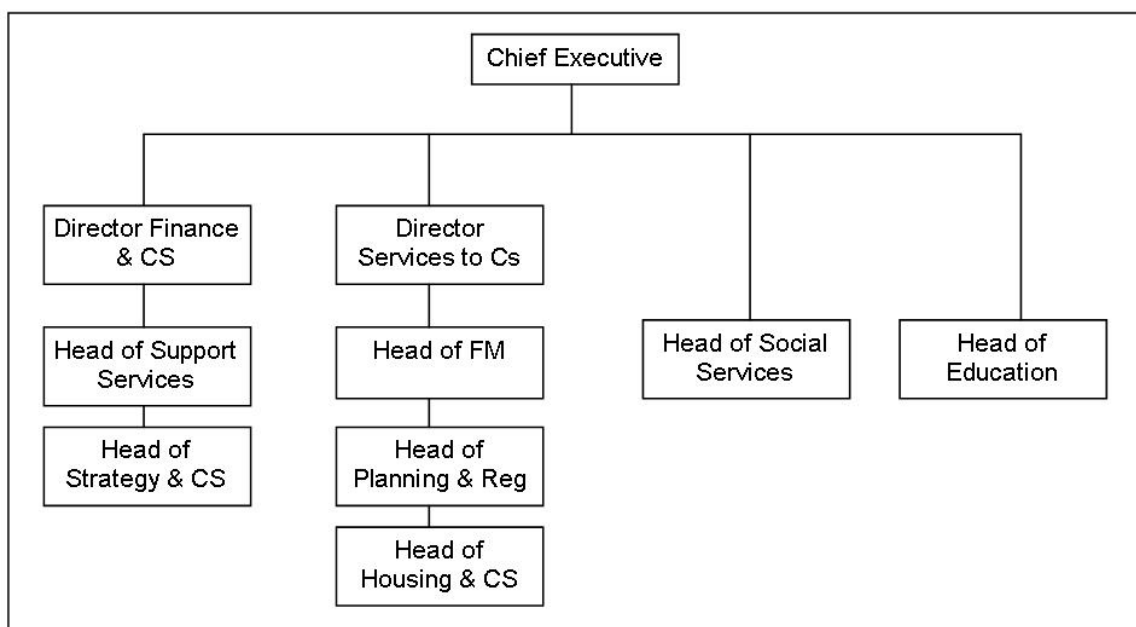 Chief Executive
Director Finance
& CS
Director
Services to Cs
Head of Support
Services
Head of FM
Head of Social
Services
Head of
Education
Head of
Strategy & CS
Head of
Planning & Reg
Head of
Housing & CS